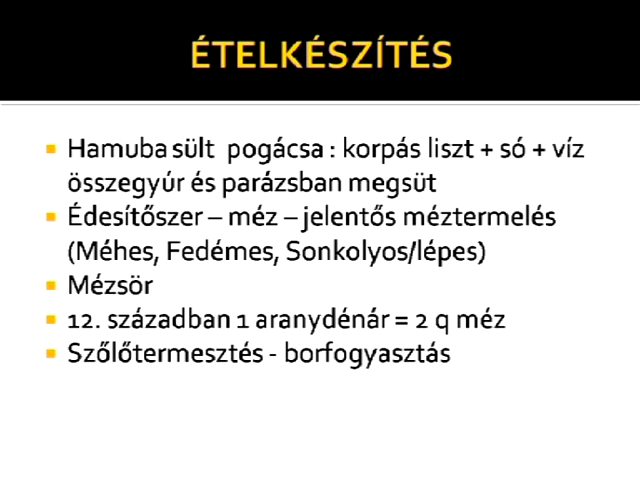 ÉTELKÉSZÍTÉS
Hamuba sült pogácsa : korpás liszt + só + víz
összegyúr és parázsban megsüt
Édesítőszer – méz – jelentős méztermelés
(Méhes, Fedémes, Sonkolyos/lépes)
Mézsör
12. században 1 aranydénár = 2 q méz
Szőlőtermesztés - borfogyasztás